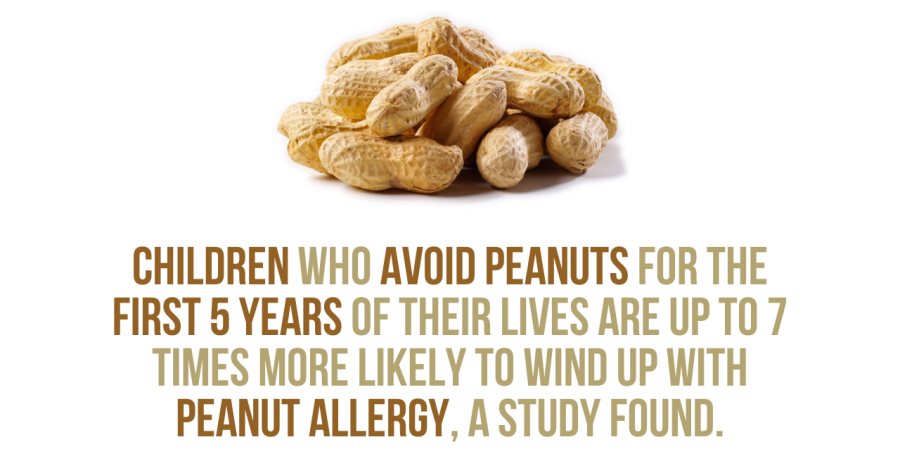 CHILDREN WHO AVOID PEANUTS FOR THE
FIRST 5 YEARS OF THEIR LIVES ARE UP TO 7
TIMES MORE LIKELY TO WIND UP WITH
PEANUT ALLERGY, A STUDY FOUND.